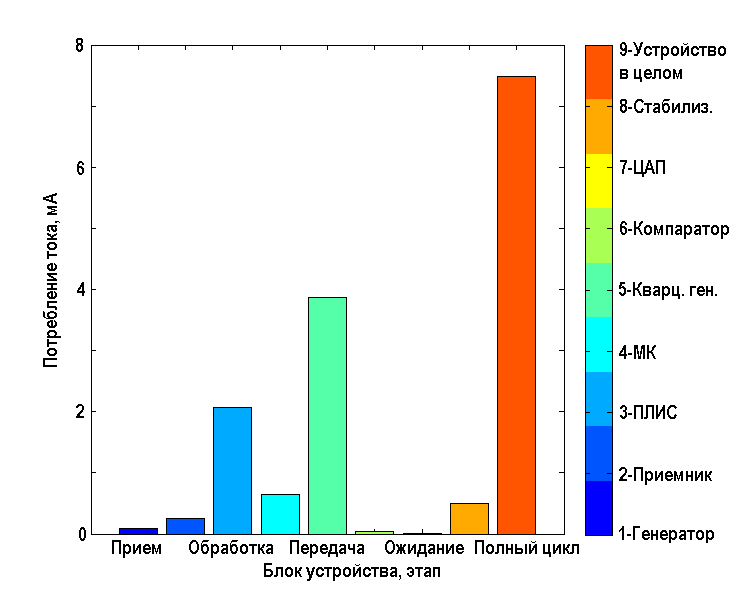 8
6
4
2
0
Потребление тока, мА
Прием
Обработка
Передача
Ожидание
Полный цикл
Блок устройства, этап
9-Устройство
в целом
8-Стабилиз.
7-ЦАП
6-Компаратор
5-Кварц. ген.
4-МК
3-ПЛИС
2-Приемник
1-Генератор